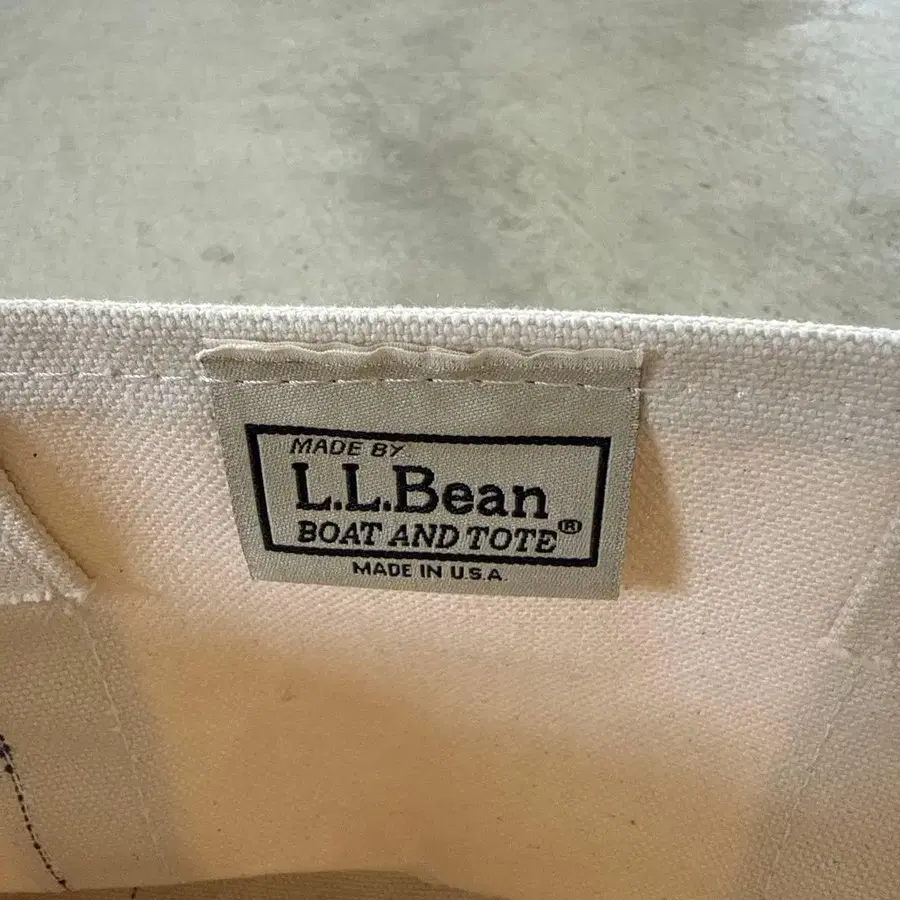 MADE BY
L.L.Bean
BOAT AND TOTE®
MADE IN U.S.A.